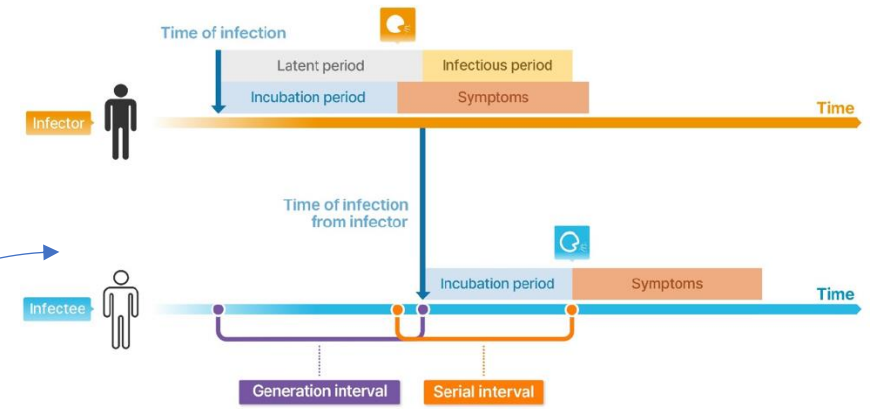 Time of infection
Latent period
Infectious period
Incubation period
Symptoms
Time
Infector
Time of infection
from infector
Incubation period
Symptoms
Time
Infectee
Generation interval
Serial interval